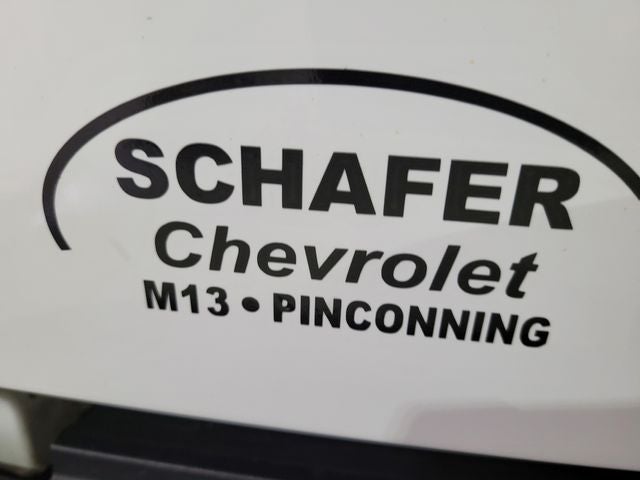 SCHAFER
Chevrolet
M13 • PINCONNING